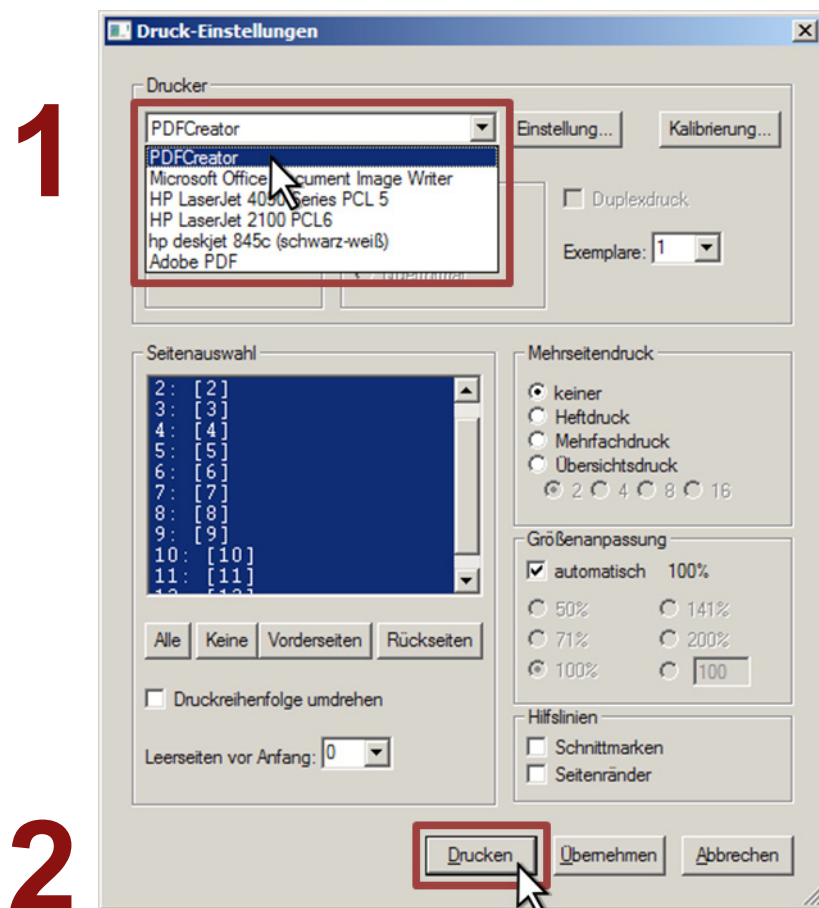 Druck-Einstellungen
1
Drucker
PDFCreator
Einstellung...
Kalibrierung...
PDFCreator
Microsoft Office Document Image Writer
HP LaserJet 4050 Series PCL 5
HP LaserJet 2100 PCL6
hp deskjet 845c (schwarz-weiß)
Adobe PDF
Duplexdruck
Exemplare: 1
Seitenauswahl
2: [2]
3: [3]
4: [4]
5: [5]
6: [6]
7: [7]
8: [8]
9: [9]
10: [10]
11: [11]
Alle Keine Vorderseiten Rückseiten
Druckreihenfolge umdrehen
Leerseiten vor Anfang: 0
Mehrseitendruck
keiner
Heftdruck
Mehrfachdruck
Übersichtsdruck
2 4 8 16
Größenanpassung
automatisch 100%
50% 141%
71% 200%
100% 100
Hilfslinien
Schnittmarken
Seitenränder
2
Drucken Übernehmen Abbrechen